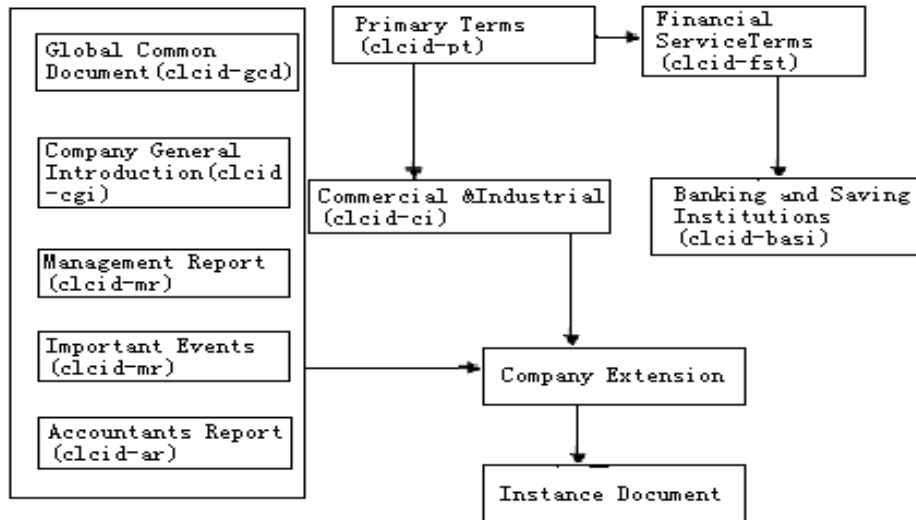 Global Common
Document(clcid-gcd)
Company General
Introduction(clcid
-cgi)
Management Report
(clcid-mr)
Important Events
(clcid-mr)
Accountants Report
(clcid-ar)
Primary Terms
(clcid-pt)
Financial
ServiceTerms
(clcid-fst)
Commercial &Industrial
(clcid-ci)
Banking and Saving
Institutions
(clcid-basi)
Company Extension
Instance Document